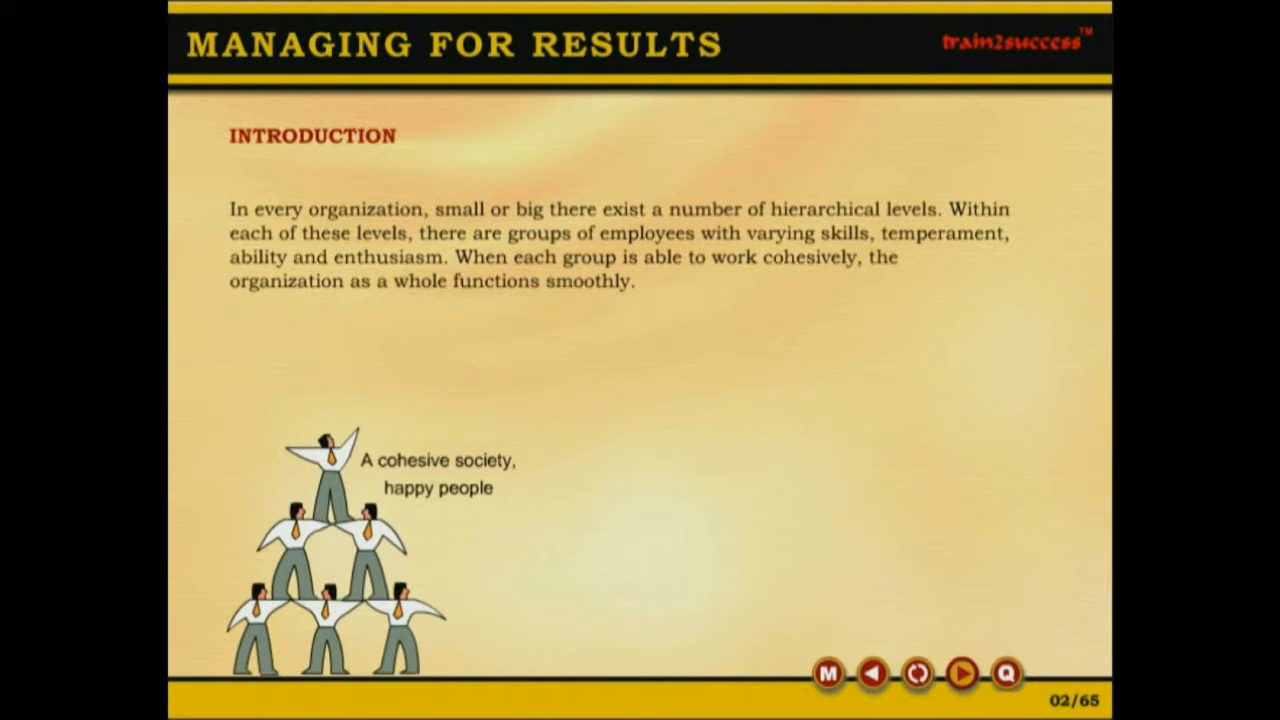 MANAGING FOR RESULTS
train2success™
INTRODUCTION
In every organization, small or big there exist a number of hierarchical levels. Within
each of these levels, there are groups of employees with varying skills, temperament,
ability and enthusiasm. When each group is able to work cohesively, the
organization as a whole functions smoothly.
A cohesive society,
happy people
M Q
02/65